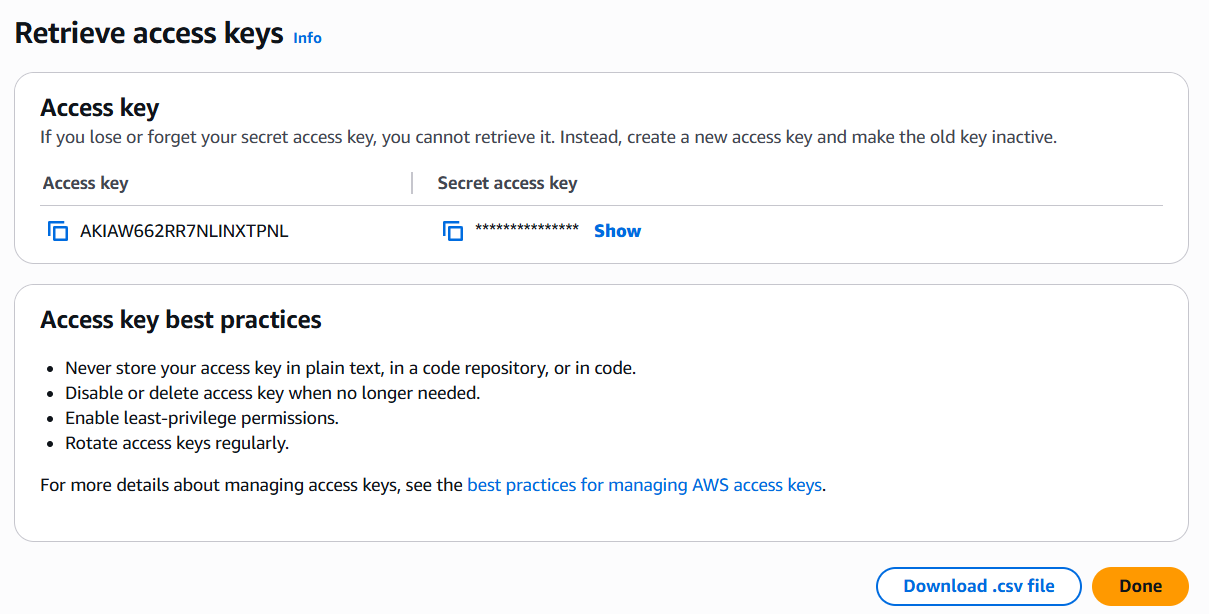 Retrieve access keys Info
Access key
If you lose or forget your secret access key, you cannot retrieve it. Instead, create a new access key and make the old key inactive.
Access key Secret access key
AKIAW662RR7NLINXTPNL *************** Show
Access key best practices
• Never store your access key in plain text, in a code repository, or in code.
• Disable or delete access key when no longer needed.
• Enable least-privilege permissions.
• Rotate access keys regularly.
For more details about managing access keys, see the best practices for managing AWS access keys.
Download .csv file Done